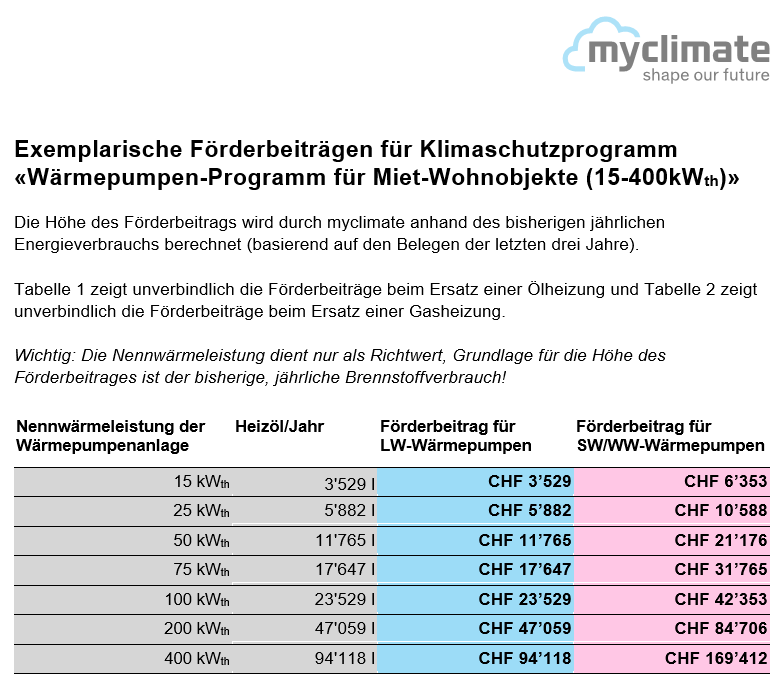 myclimate
shape our future
Exemplarische Förderbeiträgen für Klimaschutzprogramm
«Wärmepumpen-Programm für Miet-Wohnobjekte (15-400kWth)»
Die Höhe des Förderbeitrags wird durch myclimate anhand des bisherigen jährlichen
Energieverbrauchs berechnet (basierend auf den Belegen der letzten drei Jahre).
Tabelle 1 zeigt unverbindlich die Förderbeiträge beim Ersatz einer Ölheizung und Tabelle 2 zeigt
unverbindlich die Förderbeiträge beim Ersatz einer Gasheizung.
Wichtig: Die Nennwärmeleistung dient nur als Richtwert, Grundlage für die Höhe des
Förderbeitrages ist der bisherige, jährliche Brennstoffverbrauch!
Nennwärmeleistung der Wärmepumpenanlage Heizöl/Jahr Förderbeitrag für LW-Wärmepumpen Förderbeitrag für SW/WW-Wärmepumpen
15 kWth 3'529 l CHF 3’529 CHF 6’353
25 kWth 5'882 l CHF 5’882 CHF 10’588
50 kWth 11'765 l CHF 11’765 CHF 21’176
75 kWth 17'647 l CHF 17’647 CHF 31’765
100 kWth 23'529 l CHF 23’529 CHF 42’353
200 kWth 47'059 l CHF 47’059 CHF 84’706
400 kWth 94'118 l CHF 94’118 CHF 169’412